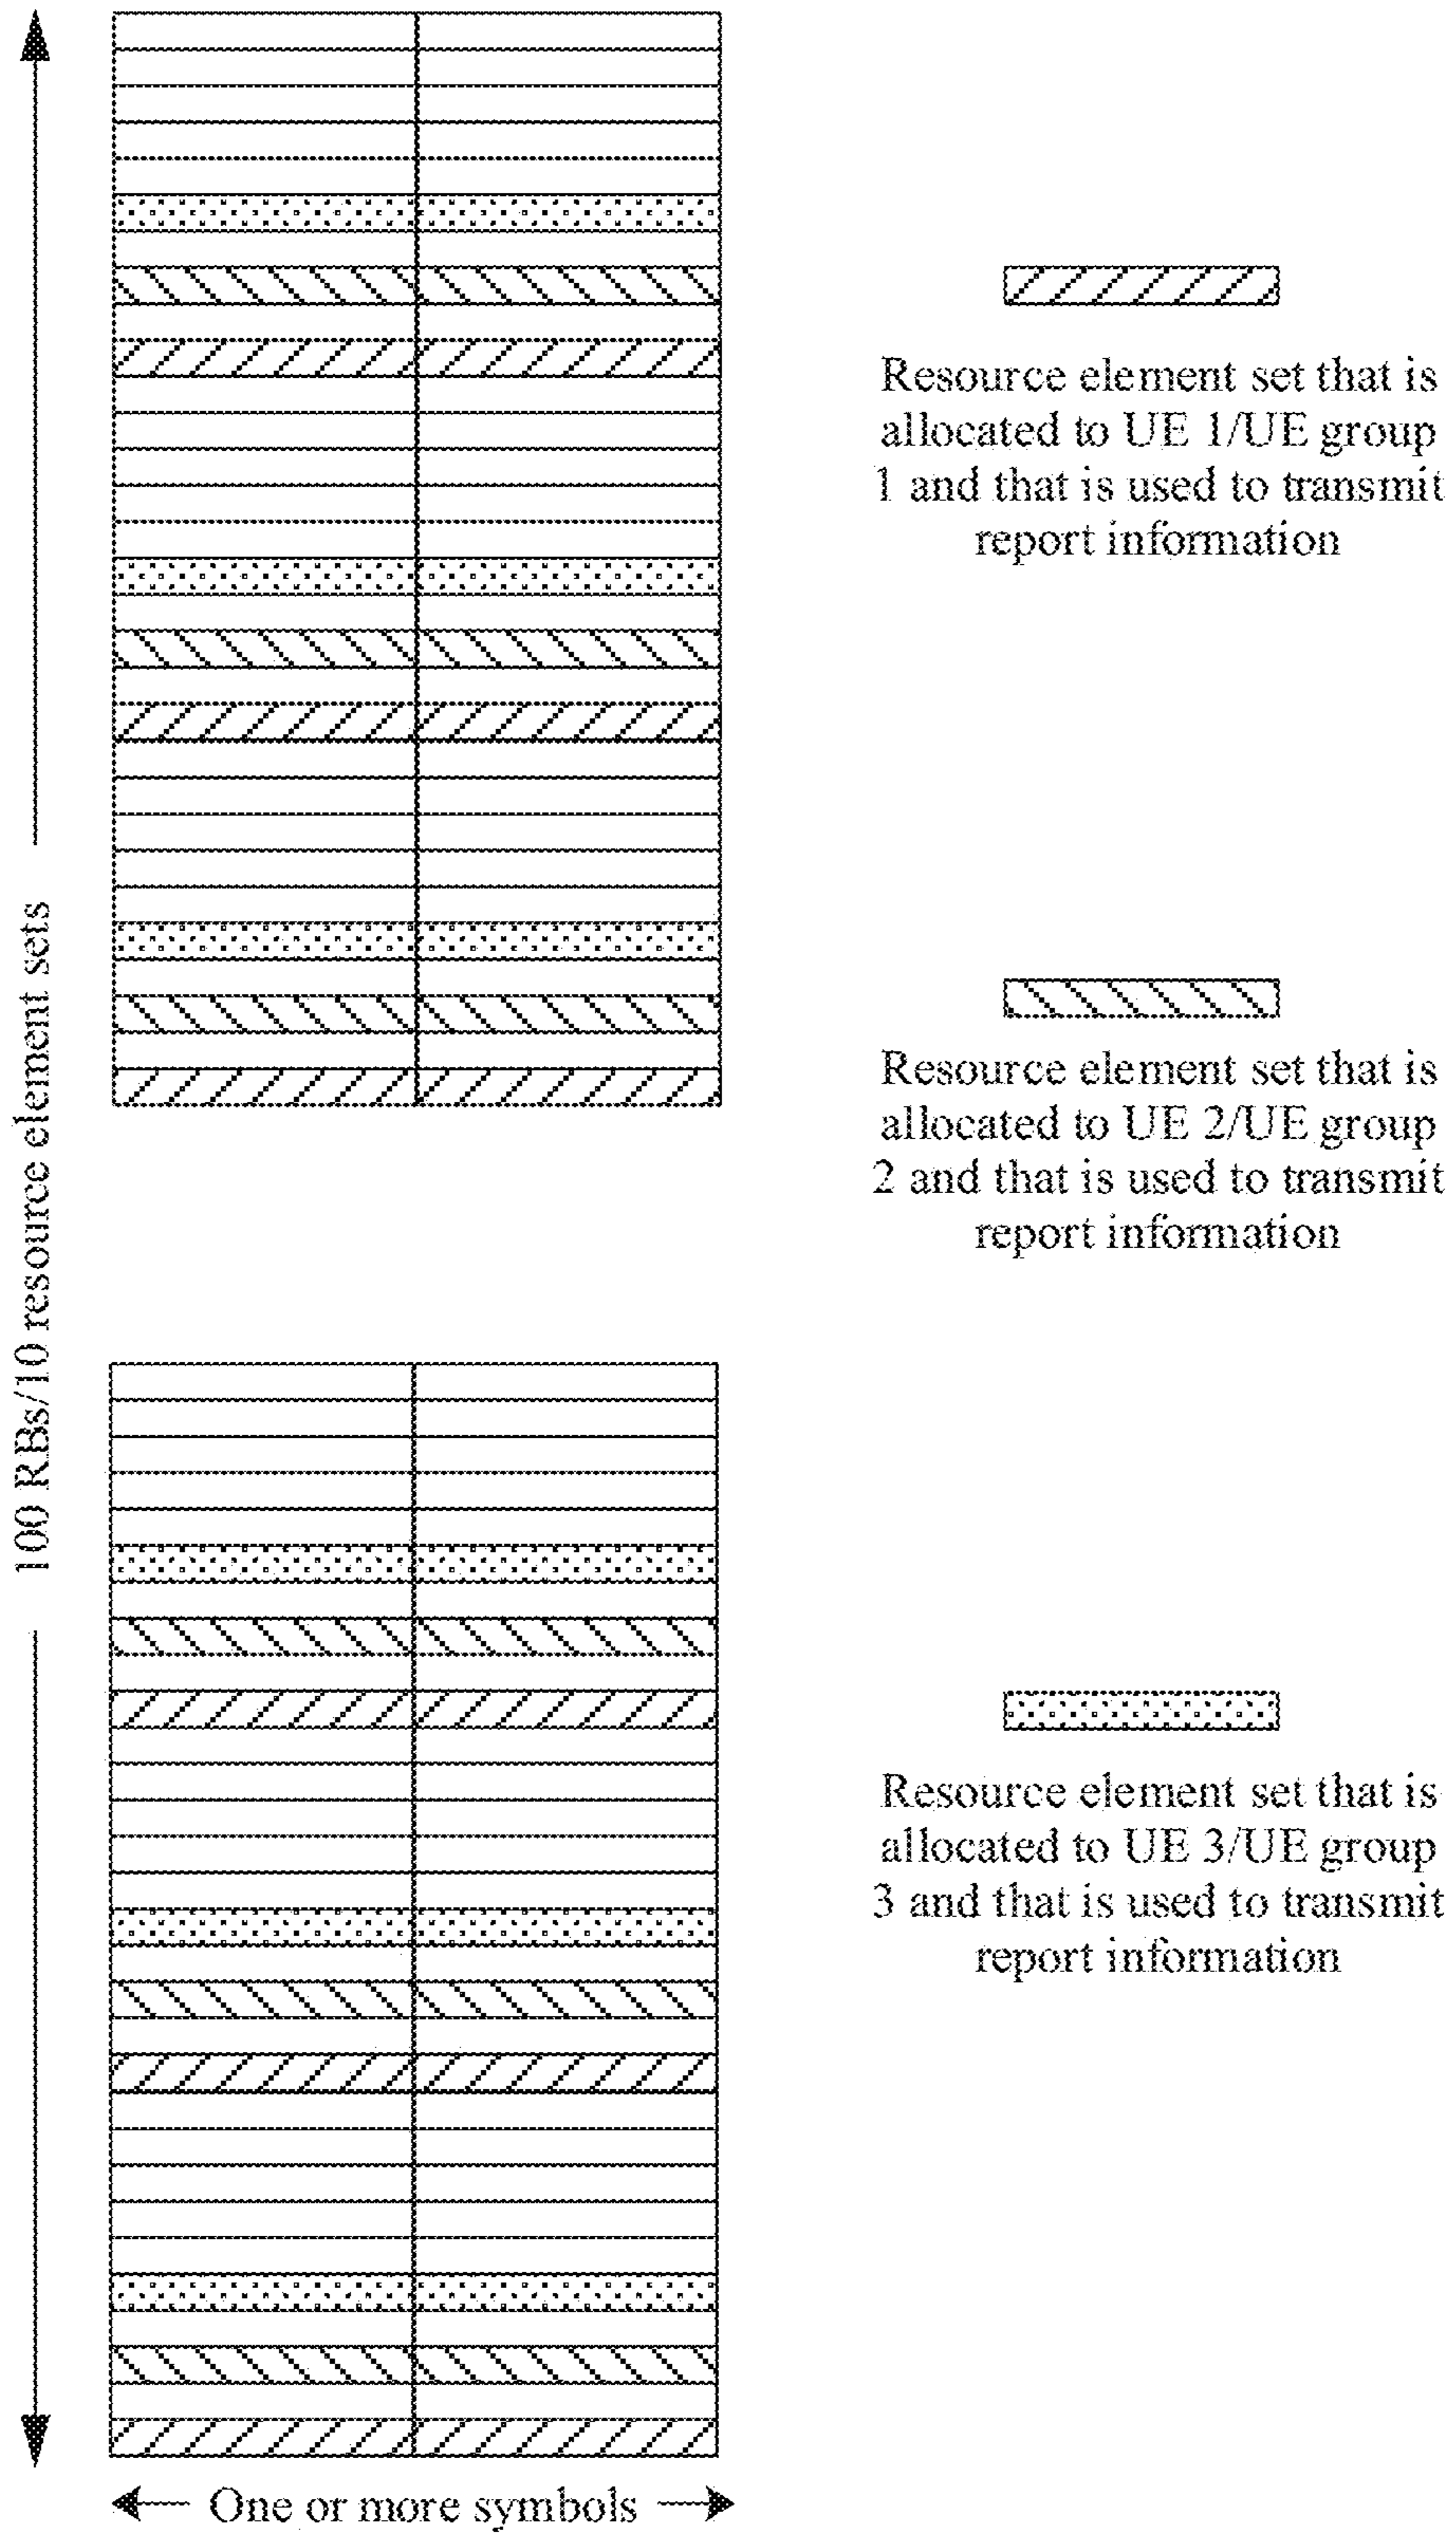 100 RBs/10 resource element sets
Resource element set that is
allocated to UE 1/UE group
1 and that is used to transmit
report information
Resource element set that is
allocated to UE 2/UE group
2 and that is used to transmit
report information
Resource element set that is
allocated to UE 3/UE group
3 and that is used to transmit
report information
One or more symbols